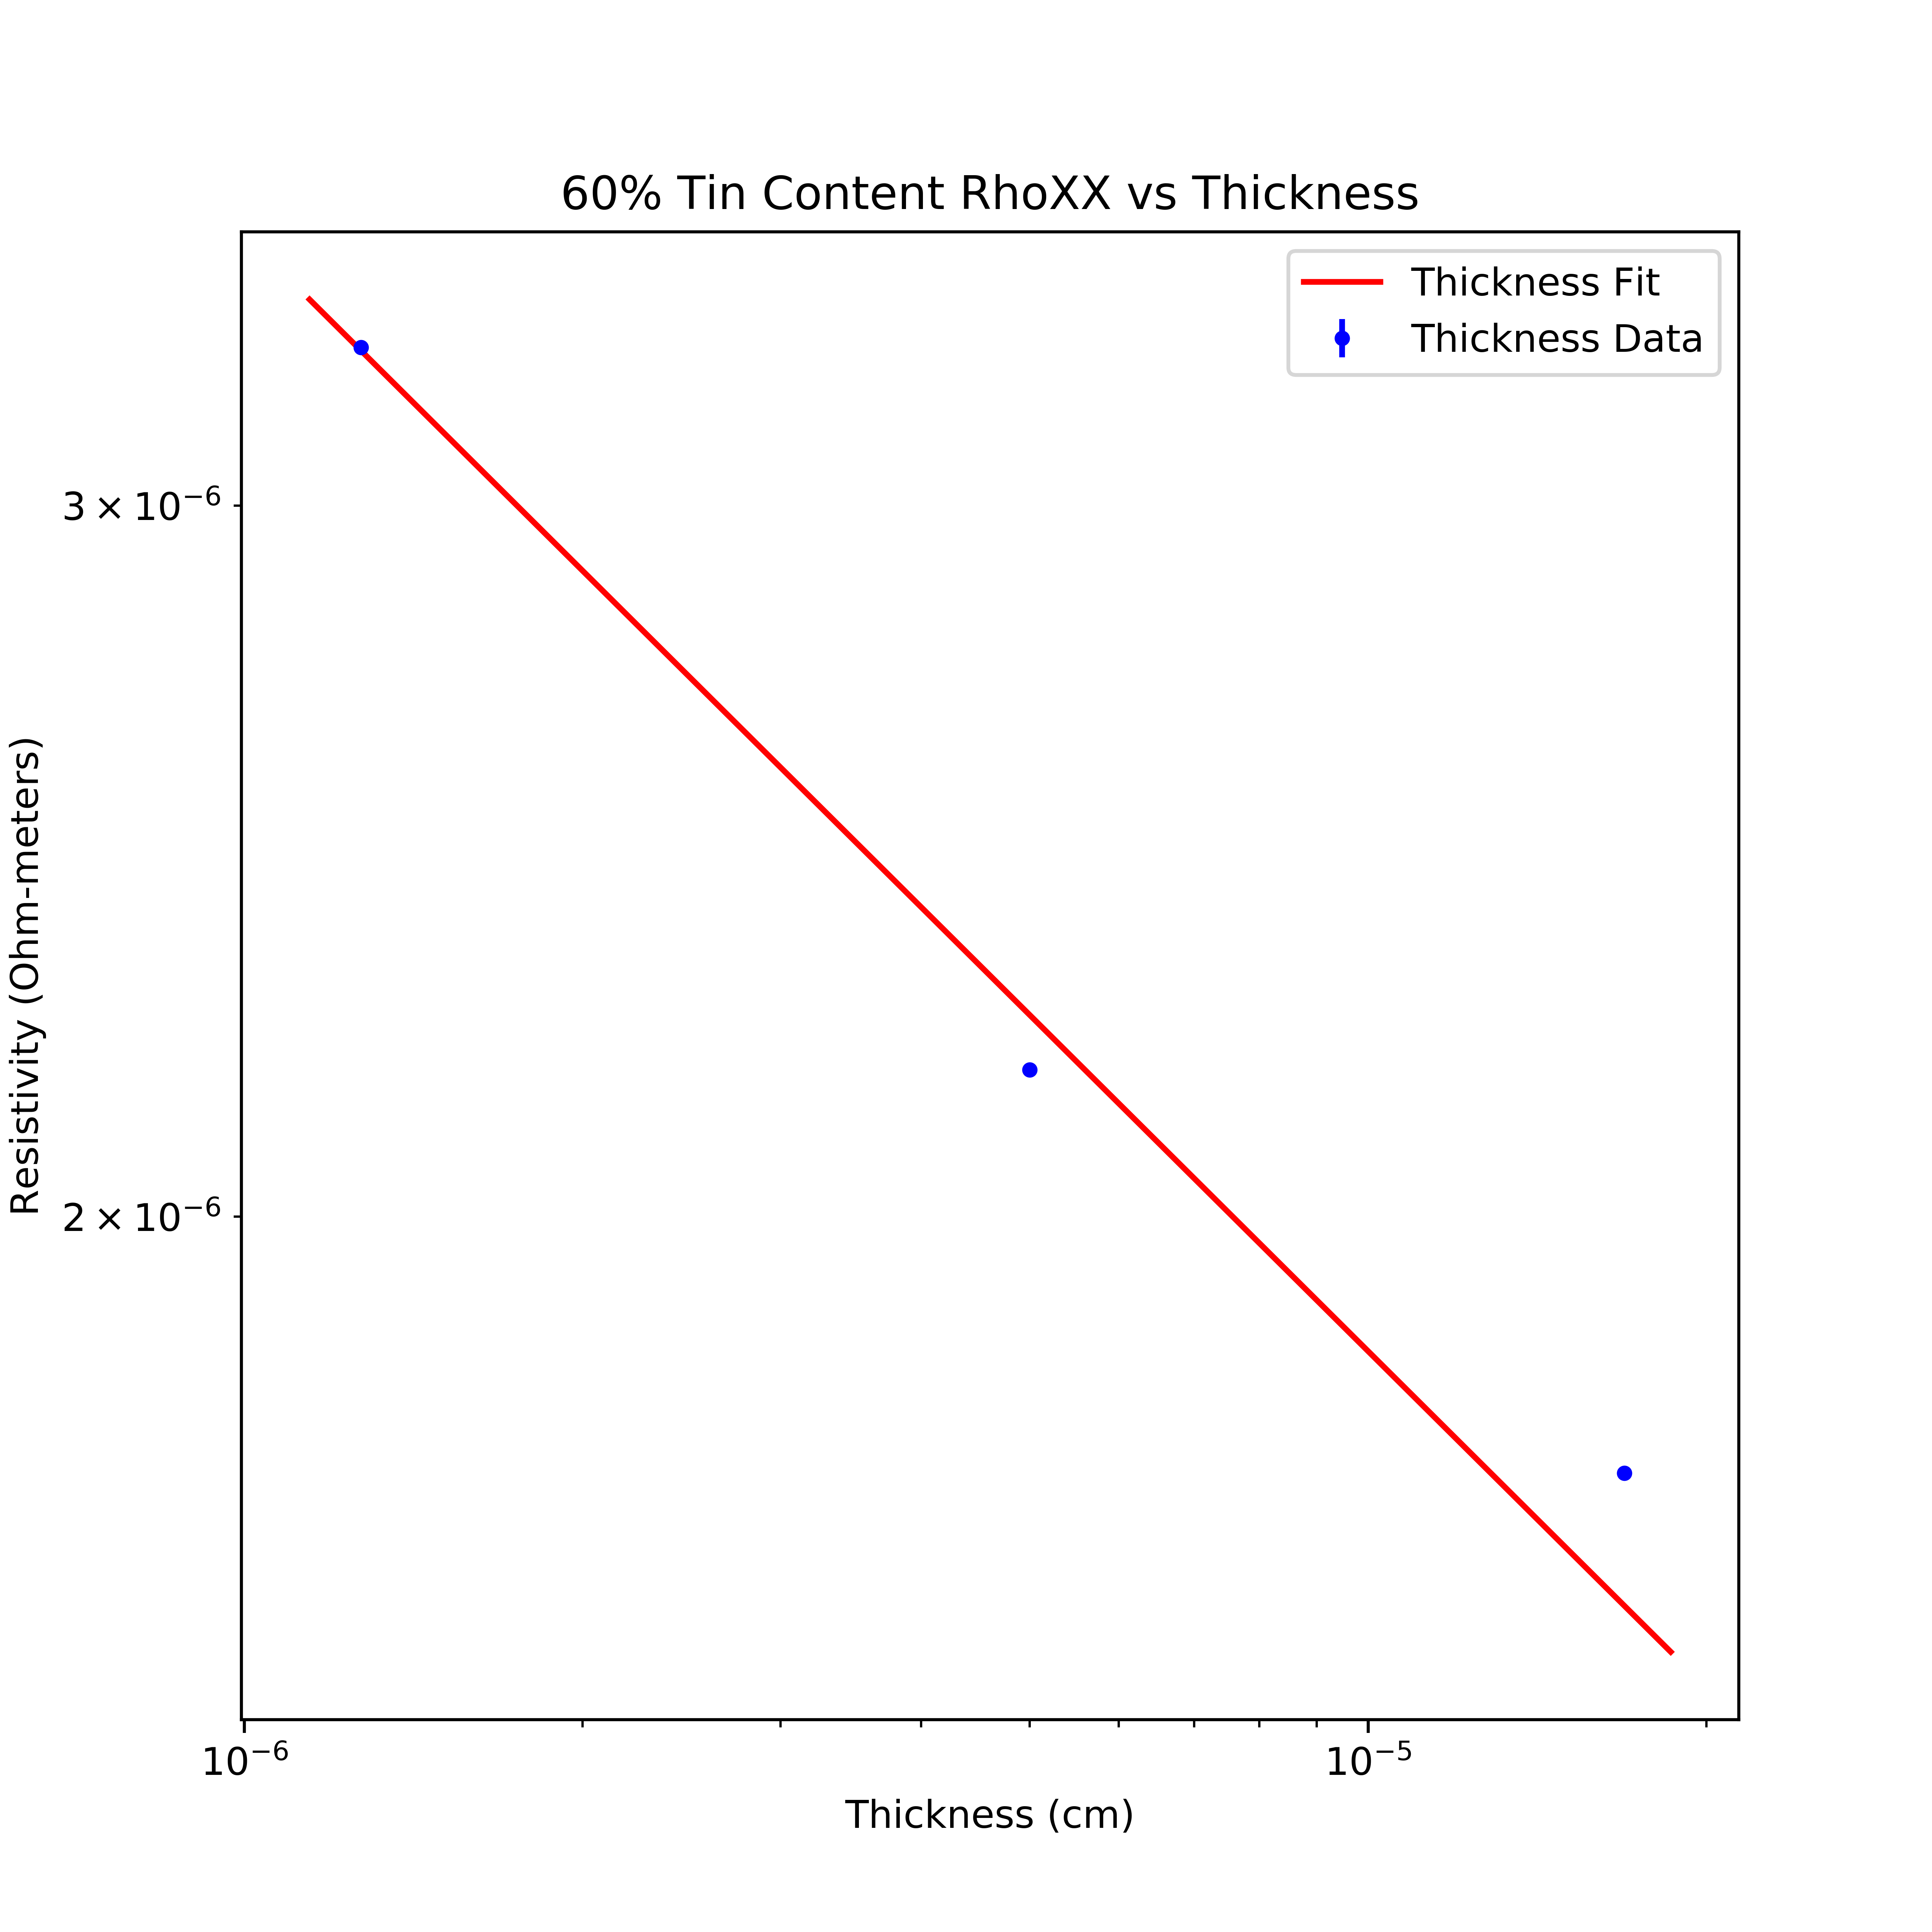 60% Tin Content RhoXX vs Thickness
Thickness Fit
Thickness Data
3 × 10⁻⁶
2 × 10⁻⁶
Resistivity (Ohm-meters)
10⁻⁶
10⁻⁵
Thickness (cm)